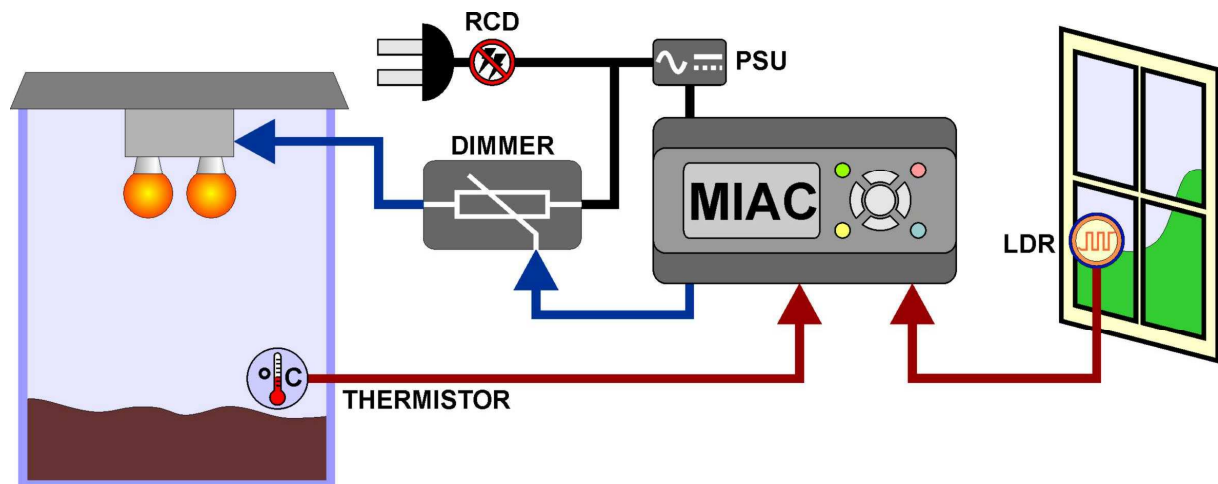 RCD
PSU
DIMMER
MIAC
LDR
°C
THERMISTOR